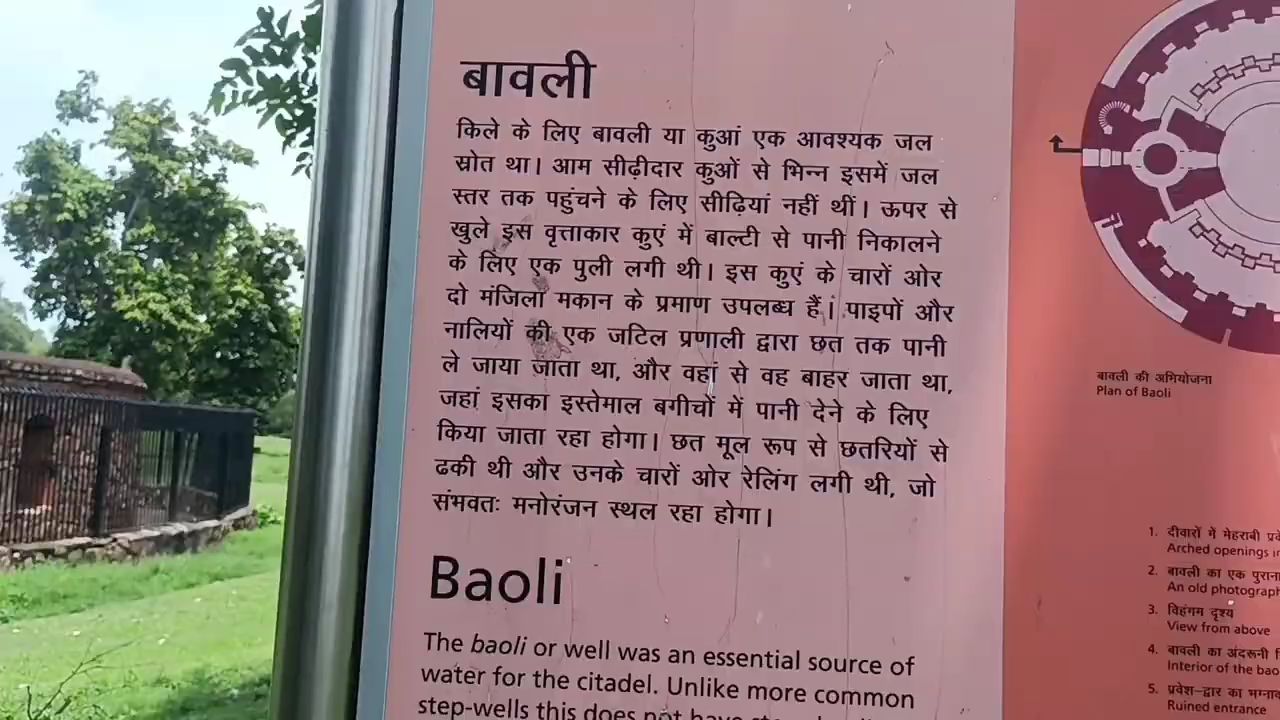 बावली
किले के लिए बावली या कुआं एक आवश्यक जल
स्रोत था। आम सीढ़ीदार कुओं से भिन्न इसमें जल
स्तर तक पहुंचने के लिए सीढ़ियां नहीं थीं। ऊपर से
खुले इस वृत्ताकार कुएं में बाल्टी से पानी निकालने
के लिए एक पुली लगी थी। इस कुएं के चारों ओर
दो मंजिला मकान के प्रमाण उपलब्ध हैं। पाइपों और
नालियों की एक जटिल प्रणाली द्वारा छत तक पानी
ले जाया जाता था, और वहां से वह बाहर जाता था,
जहां इसका इस्तेमाल बगीचों में पानी देने के लिए
किया जाता रहा होगा। छत मूल रूप से छतरियों से
ढकी थी और उनके चारों ओर रेलिंग लगी थी, जो
संभवतः मनोरंजन स्थल रहा होगा।
Baoli
The baoli or well was an essential source of
water for the citadel. Unlike more common
step-wells this does not have
बावली की अभियोजना
Plan of Baoli
1. दीवारों में मेहराबी
Arched openings
2. बावली का एक
An old
3. विहंगम दृश्य
View from above
4. बावली का अंदरूनी
Interior of the
5. प्रवेश-द्वार का
Ruined entrance